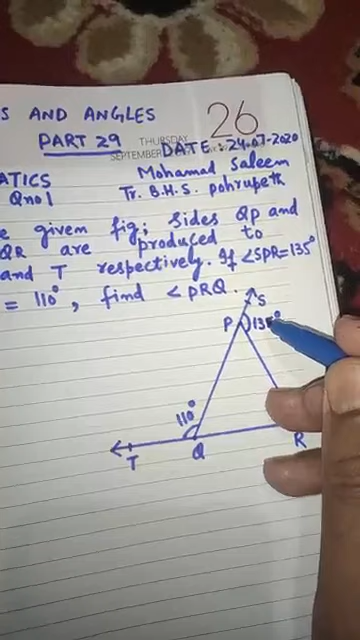 S AND ANGLES
26
PART 29
THURSDAY
SEPTEMBER
DATE : 24-07-2020
ATICS
Mohamad Saleem
Qno1
Tr. B.H.S. pohrupeth
e given fig; Sides QP and
QR are produced to
and T respectively. If <SPR=135°
= 110°, find <PRQ.
S
P
135°
110°
T
Q
R